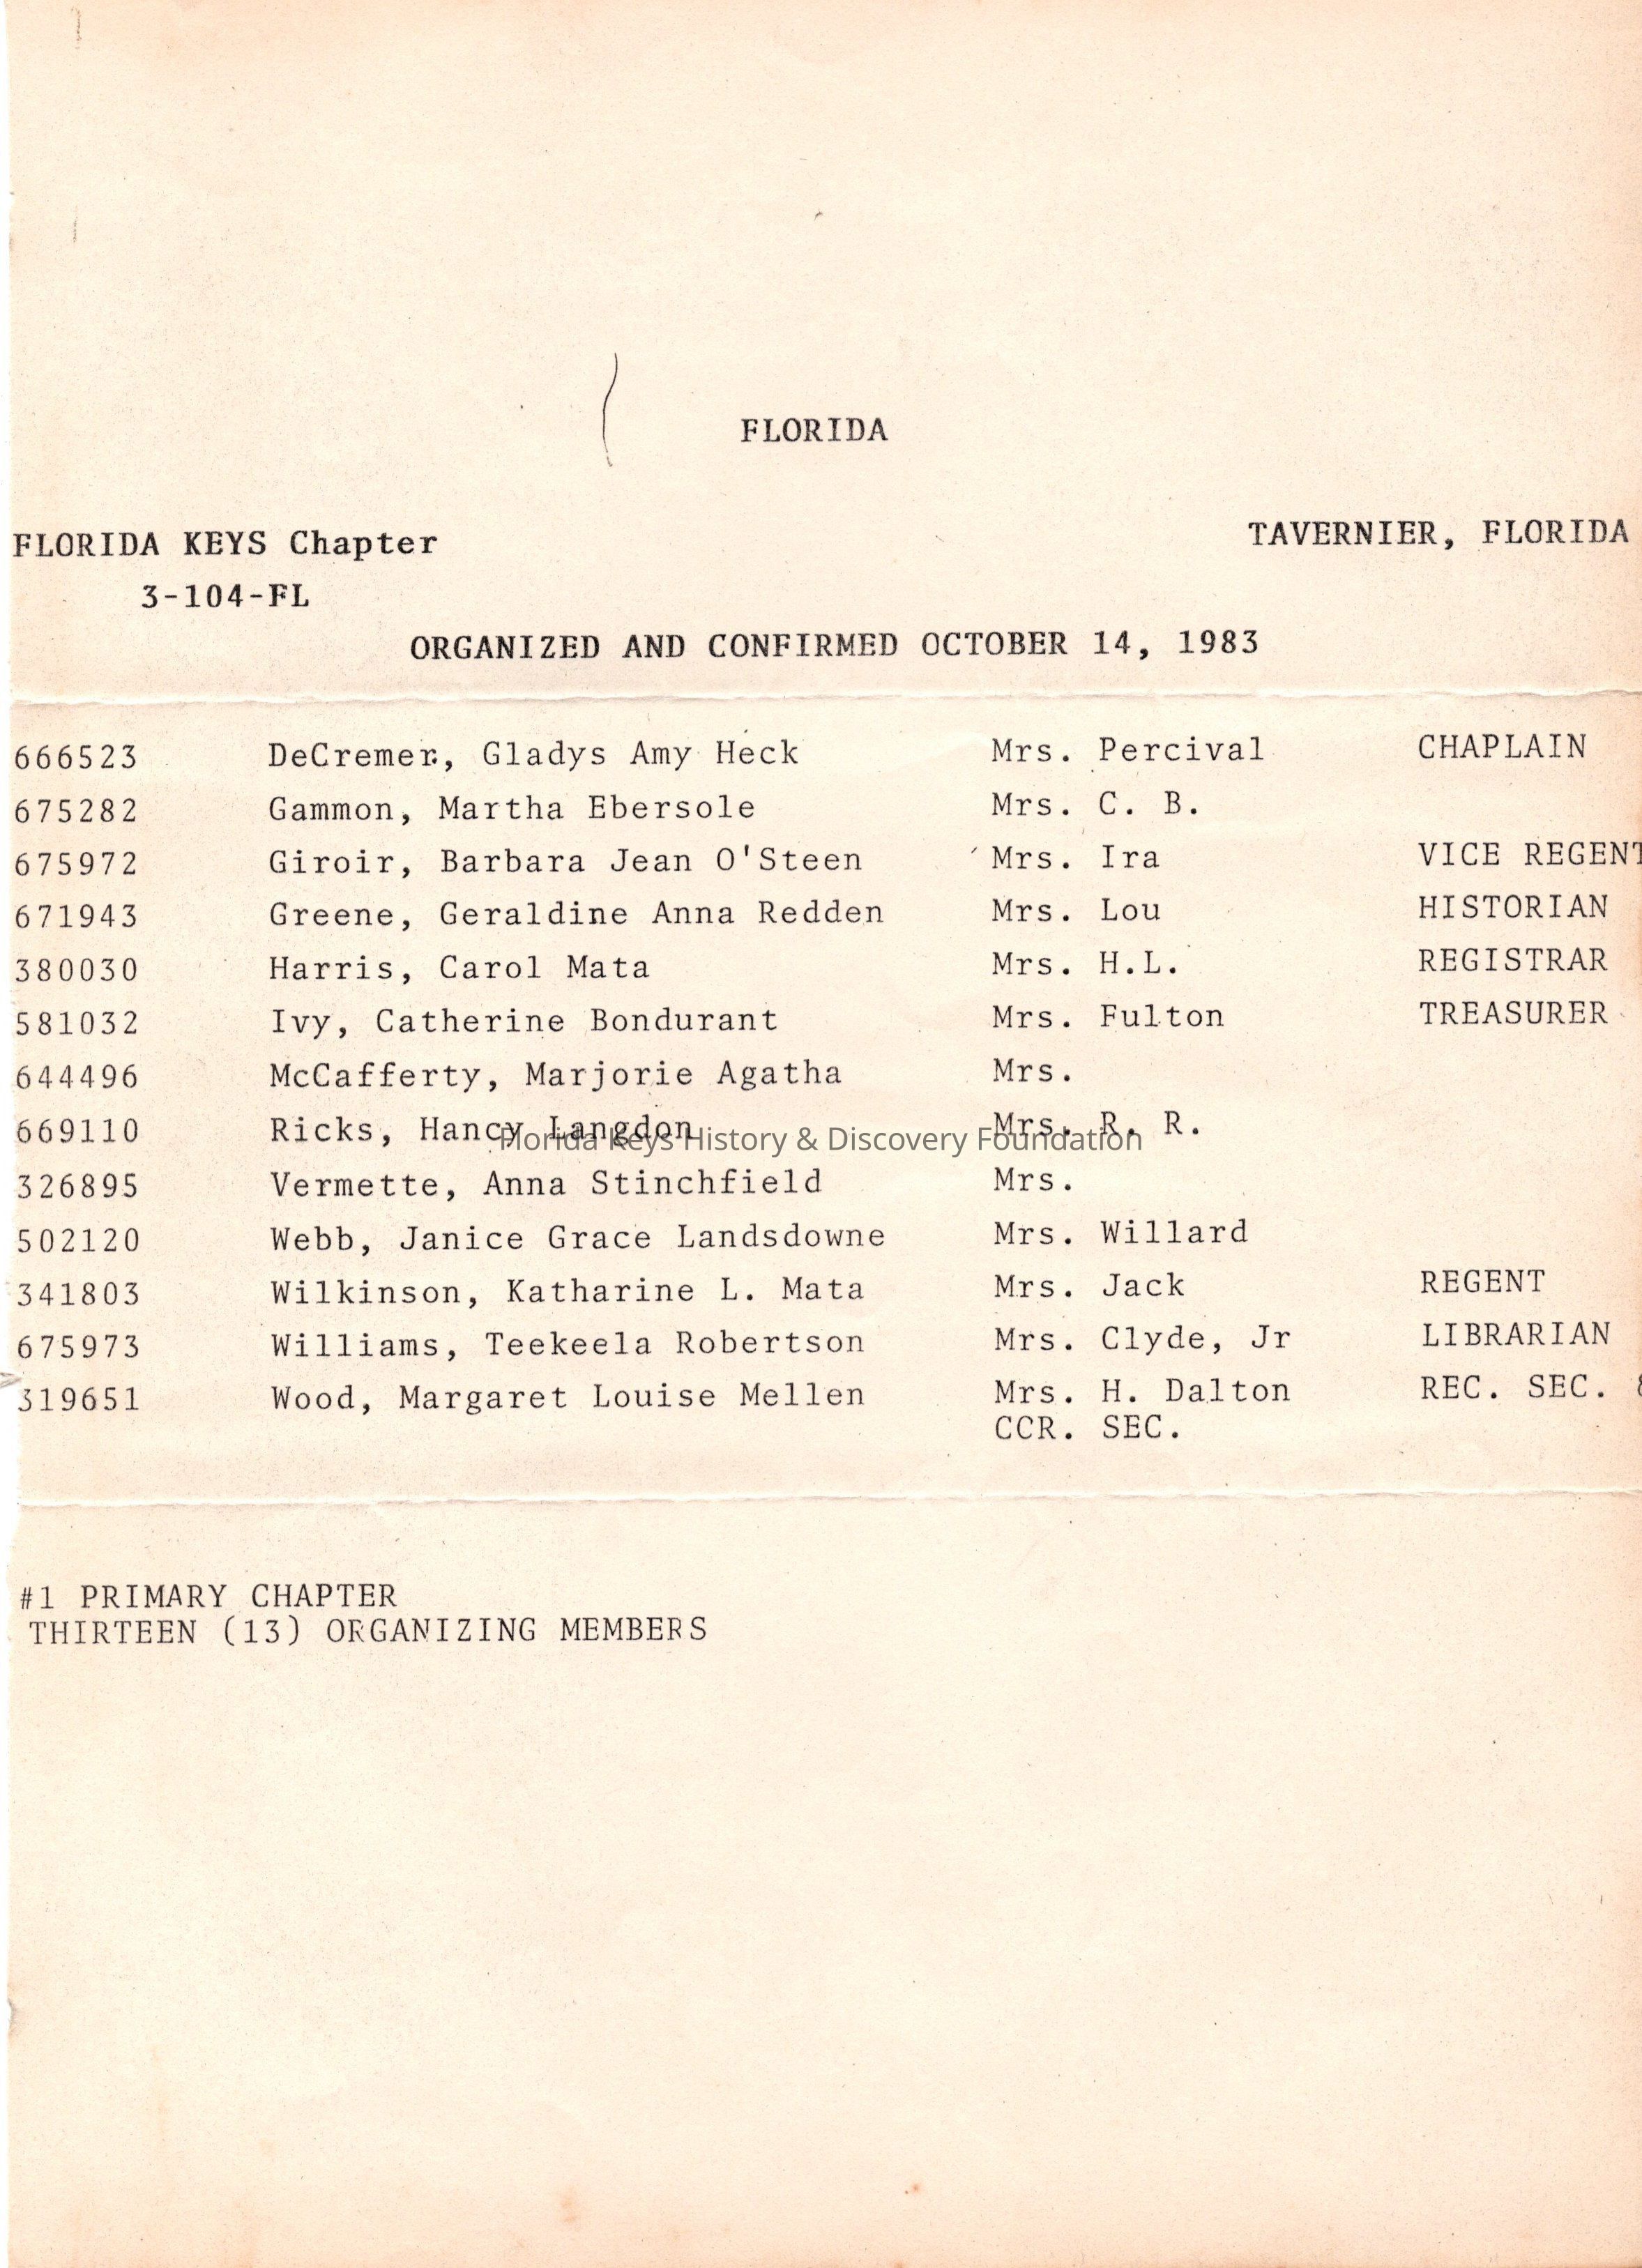 FLORIDA
FLORIDA KEYS Chapter TAVERNIER, FLORIDA
3-104-FL
ORGANIZED AND CONFIRMED OCTOBER 14, 1983
666523 DeCremer, Gladys Amy Heck Mrs. Percival CHAPLAIN
675282 Gammon, Martha Ebersole Mrs. C. B.
675972 Giroir, Barbara Jean O'Steen Mrs. Ira VICE REGENT
671943 Greene, Geraldine Anna Redden Mrs. Lou HISTORIAN
380030 Harris, Carol Mata Mrs. H.L. REGISTRAR
581032 Ivy, Catherine Bondurant Mrs. Fulton TREASURER
644496 McCafferty, Marjorie Agatha Mrs.
669110 Ricks, Hancy Langdon Mrs. R. R.
Florida Keys History & Discovery Foundation
326895 Vermette, Anna Stinchfield Mrs.
502120 Webb, Janice Grace Landsdowne Mrs. Willard
341803 Wilkinson, Katharine L. Mata Mrs. Jack REGENT
675973 Williams, Teekeela Robertson Mrs. Clyde, Jr LIBRARIAN
319651 Wood, Margaret Louise Mellen Mrs. H. Dalton REC. SEC. &
CCR. SEC.
#1 PRIMARY CHAPTER
THIRTEEN (13) ORGANIZING MEMBERS